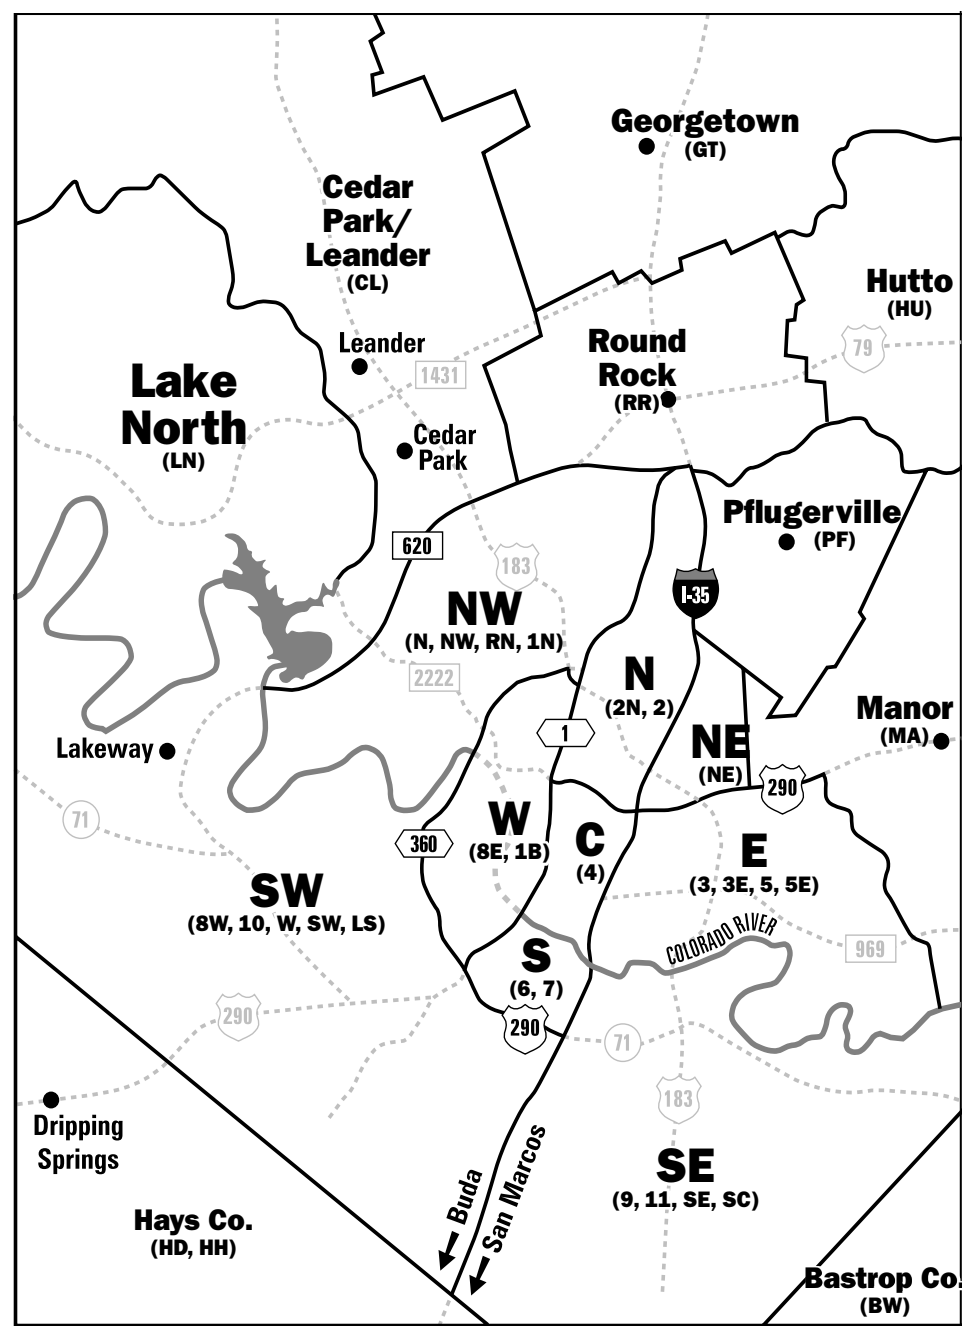 Georgetown
(GT)
Cedar
Park/
Leander
(CL)
Hutto
(HU)
Leander
1431
Round
Rock
(RR)
79
Lake
North
(LN)
Cedar
Park
Pflugerville
(PF)
620
183
I-35
NW
(N, NW, RN, 1N)
2222
N
(2N, 2)
Manor
(MA)
1
NE
(NE)
Lakeway
290
71
360
W
(8E, 1B)
C
(4)
E
(3, 3E, 5, 5E)
SW
(8W, 10, W, SW, LS)
COLORADO RIVER
969
S
(6, 7)
290
290
71
183
Dripping
Springs
SE
(9, 11, SE, SC)
Buda
San Marcos
Hays Co.
(HD, HH)
Bastrop Co.
(BW)